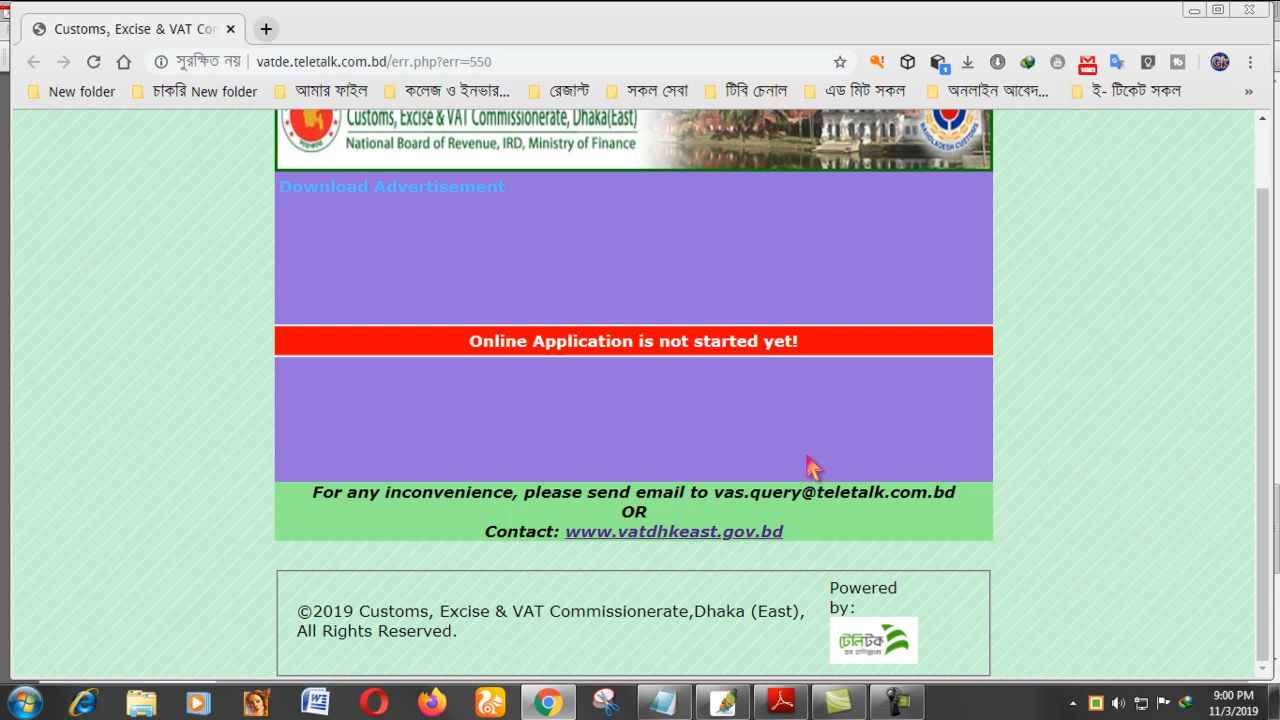 Customs, Excise & VAT Con
সুরক্ষিত নয় vatde.teletalk.com.bd/err.php?err=550
New folder চাকরি New folder আমার ফাইল কলেজ ও ইনভার... রেজাল্ট সকল সেবা টিবি চেনাল এড মিট সকল অনলাইন আবেদ... ই- টিকেট সকল »
Customs, Excise & VAT Commissionerate, Dhaka(East)
National Board of Revenue, IRD, Ministry of Finance
Download Advertisement
Online Application is not started yet!
For any inconvenience, please send email to vas.query@teletalk.com.bd
OR
Contact: www.vatdhkeast.gov.bd
©2019 Customs, Excise & VAT Commissionerate,Dhaka (East),
All Rights Reserved.
Powered
by:
টেলিটক
9:00 PM
11/3/2019